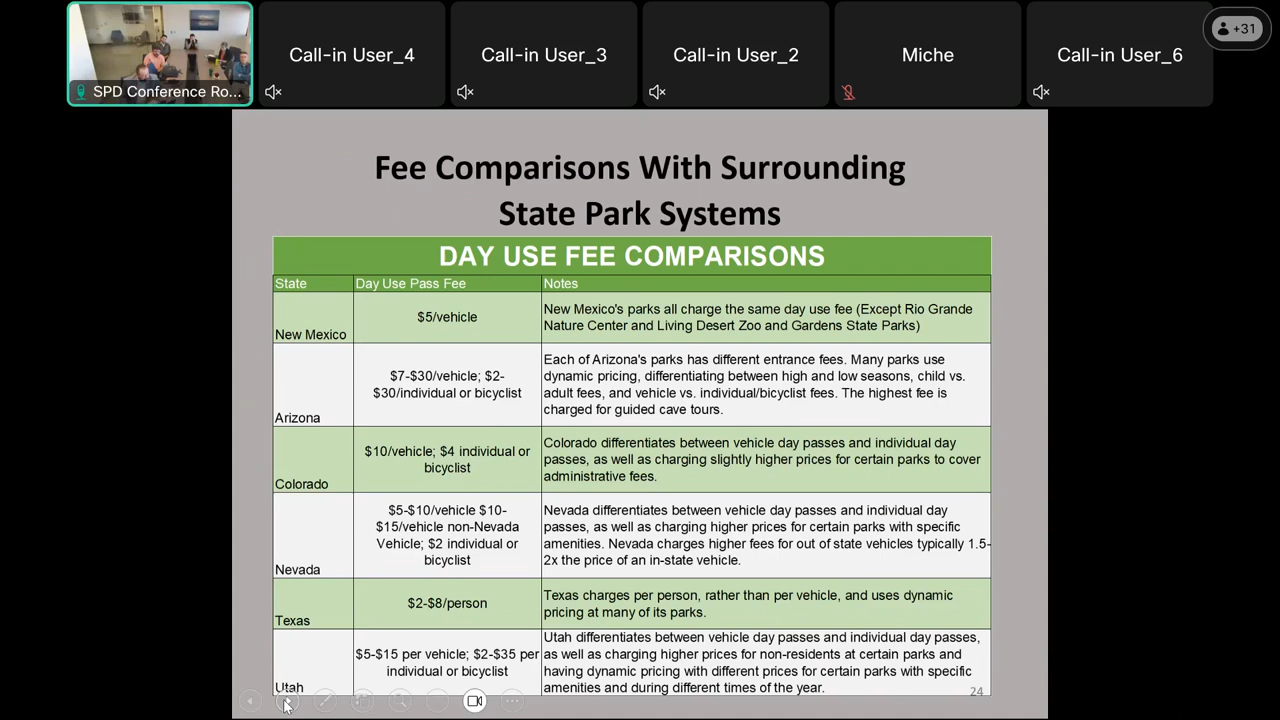 Call-in User_4
Call-in User_3
Call-in User_2
Miche
Call-in User_6
+31
SPD Conference Ro...
Fee Comparisons With Surrounding
State Park Systems
DAY USE FEE COMPARISONS
State
Day Use Pass Fee
Notes
New Mexico
$5/vehicle
New Mexico's parks all charge the same day use fee (Except Rio Grande
Nature Center and Living Desert Zoo and Gardens State Parks)
Arizona
$7-$30/vehicle; $2-
$30/individual or bicyclist
Each of Arizona's parks has different entrance fees. Many parks use
dynamic pricing, differentiating between high and low seasons, child vs.
adult fees, and vehicle vs. individual/bicyclist fees. The highest fee is
charged for guided cave tours.
Colorado
$10/vehicle; $4 individual or
bicyclist
Colorado differentiates between vehicle day passes and individual day
passes, as well as charging slightly higher prices for certain parks to cover
administrative fees.
Nevada
$5-$10/vehicle $10-
$15/vehicle non-Nevada
Vehicle; $2 individual or
bicyclist
Nevada differentiates between vehicle day passes and individual day
passes, as well as charging higher prices for certain parks with specific
amenities. Nevada charges higher fees for out of state vehicles typically 1.5-
2x the price of an in-state vehicle.
Texas
$2-$8/person
Texas charges per person, rather than per vehicle, and uses dynamic
pricing at many of its parks.
Utah
$5-$15 per vehicle; $2-$35 per
individual or bicyclist
Utah differentiates between vehicle day passes and individual day passes,
as well as charging higher prices for non-residents at certain parks and
having dynamic pricing with different prices for certain parks with specific
amenities and during different times of the year.
24